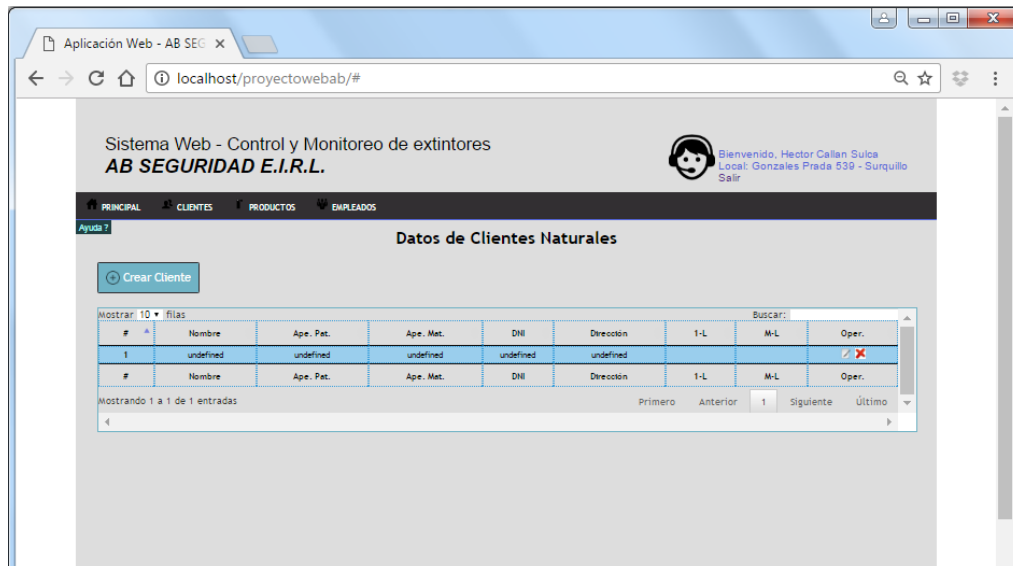 Aplicación Web - AB SEG
localhost/proyectowebab/#
Sistema Web - Control y Monitoreo de extintores
AB SEGURIDAD E.I.R.L.
Bienvenido, Hector Callan Sulca
Local: Gonzales Prada 539 - Surquillo
Salir
PRINCIPAL CLIENTES PRODUCTOS EMPLEADOS
Ayuda ?
Datos de Clientes Naturales
Crear Cliente
Mostrar 10 filas Buscar:
# Nombre Ape. Pat. Ape. Mat. DNI Dirección 1-L M-L Oper.
1 undefined undefined undefined undefined undefined
# Nombre Ape. Pat. Ape. Mat. DNI Dirección 1-L M-L Oper.
Mostrando 1 a 1 de 1 entradas Primero Anterior 1 Siguiente Último